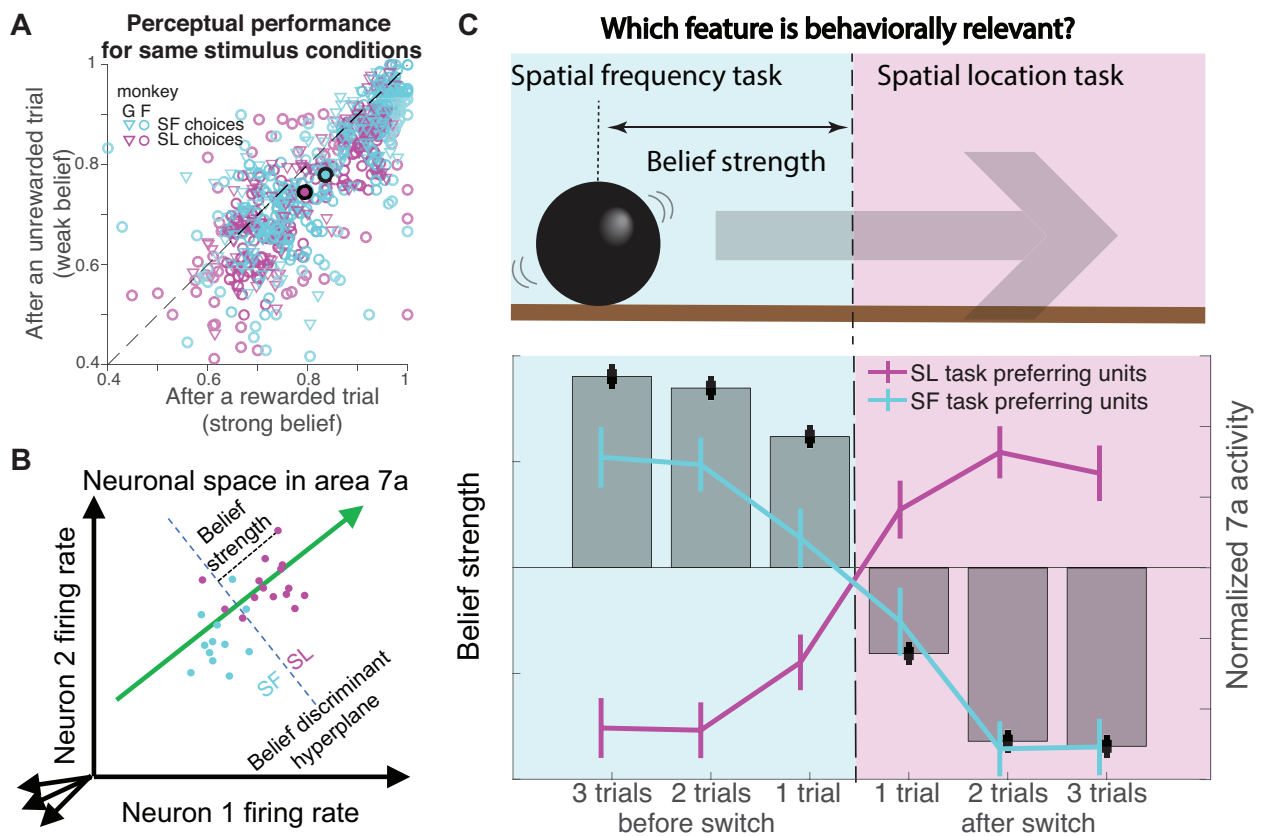 A
Perceptual performance
for same stimulus conditions
monkey
G F
SF choices
SL choices
1
0.8
0.6
0.4
0.4
0.6
0.8
1
After an unrewarded trial
(weak belief)
After a rewarded trial
(strong belief)
B
Neuronal space in area 7a
Belief
strength
SF SL
Belief discriminant
hyperplane
Neuron 2 firing rate
Neuron 1 firing rate
C
Which feature is behaviorally relevant?
Spatial frequency task
Spatial location task
Belief strength
SL task preferring units
SF task preferring units
Belief strength
Normalized 7a activity
3 trials
2 trials
1 trial
1 trial
2 trials
3 trials
before switch
after switch